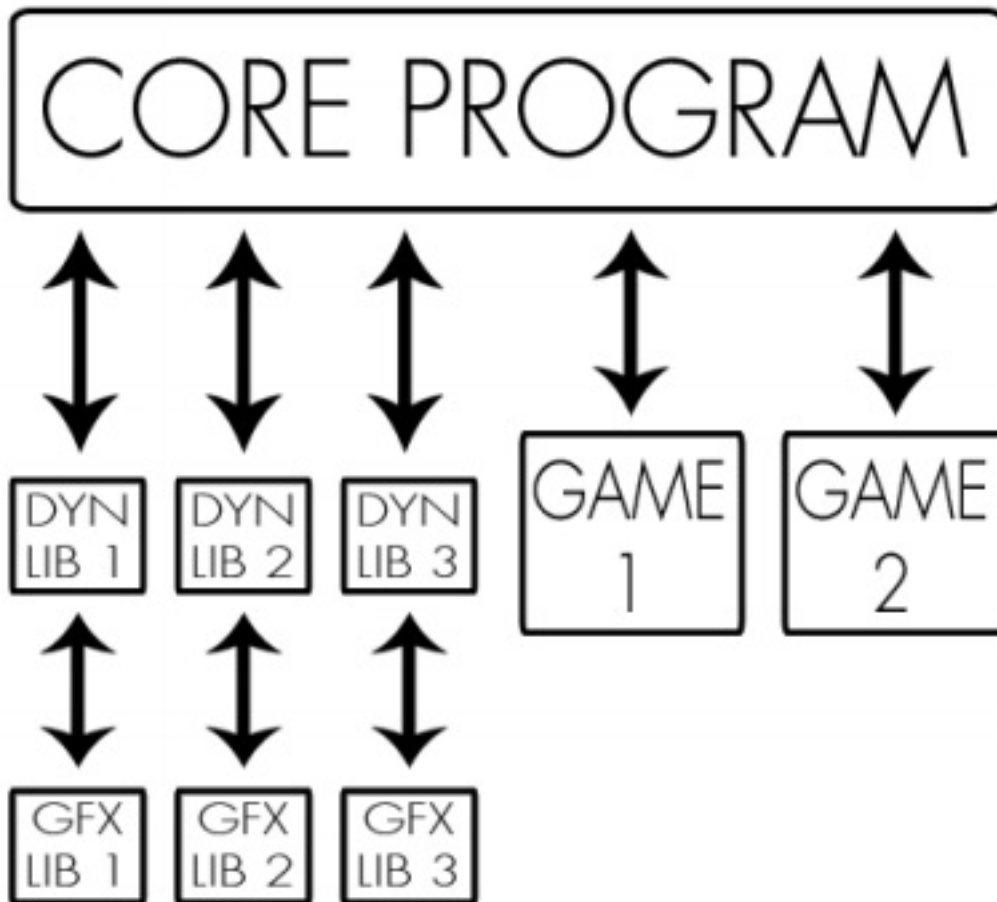 CORE PROGRAM
DYN
LIB 1
DYN
LIB 2
DYN
LIB 3
GAME
1
GAME
2
GFX
LIB 1
GFX
LIB 2
GFX
LIB 3